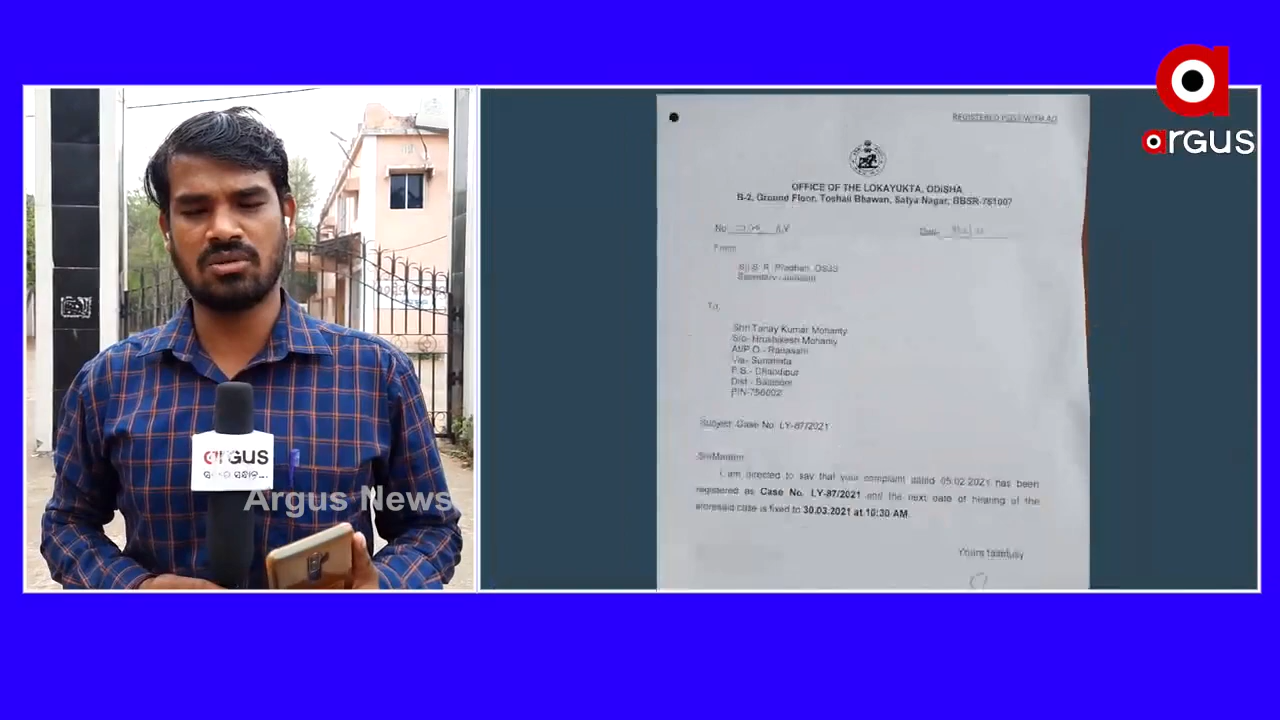 argus
REGISTERED POST WITH AD
OFFICE OF THE LOKAYUKTA, ODISHA
B-2, Ground Floor, Toshali Bhawan, Satya Nagar, BBSR-751007
No
Date-
From
To,
Shri Tanay Kumar Mohanty
S/o- Hrushikesh Mohanty
At/P.O.- Ranasahi
Via-
P.S.- Chandipur
Dist - Balasore
PIN-756002
Subject Case No. LY-87/2021
Sir/Madam
I am directed to say that your complaint dated 05.02.2021 has been
registered as Case No. LY-87/2021 and the next date of hearing of the
aforesaid case is fixed to 30.03.2021 at 10:30 AM.
Yours faithfully
argus
Argus News